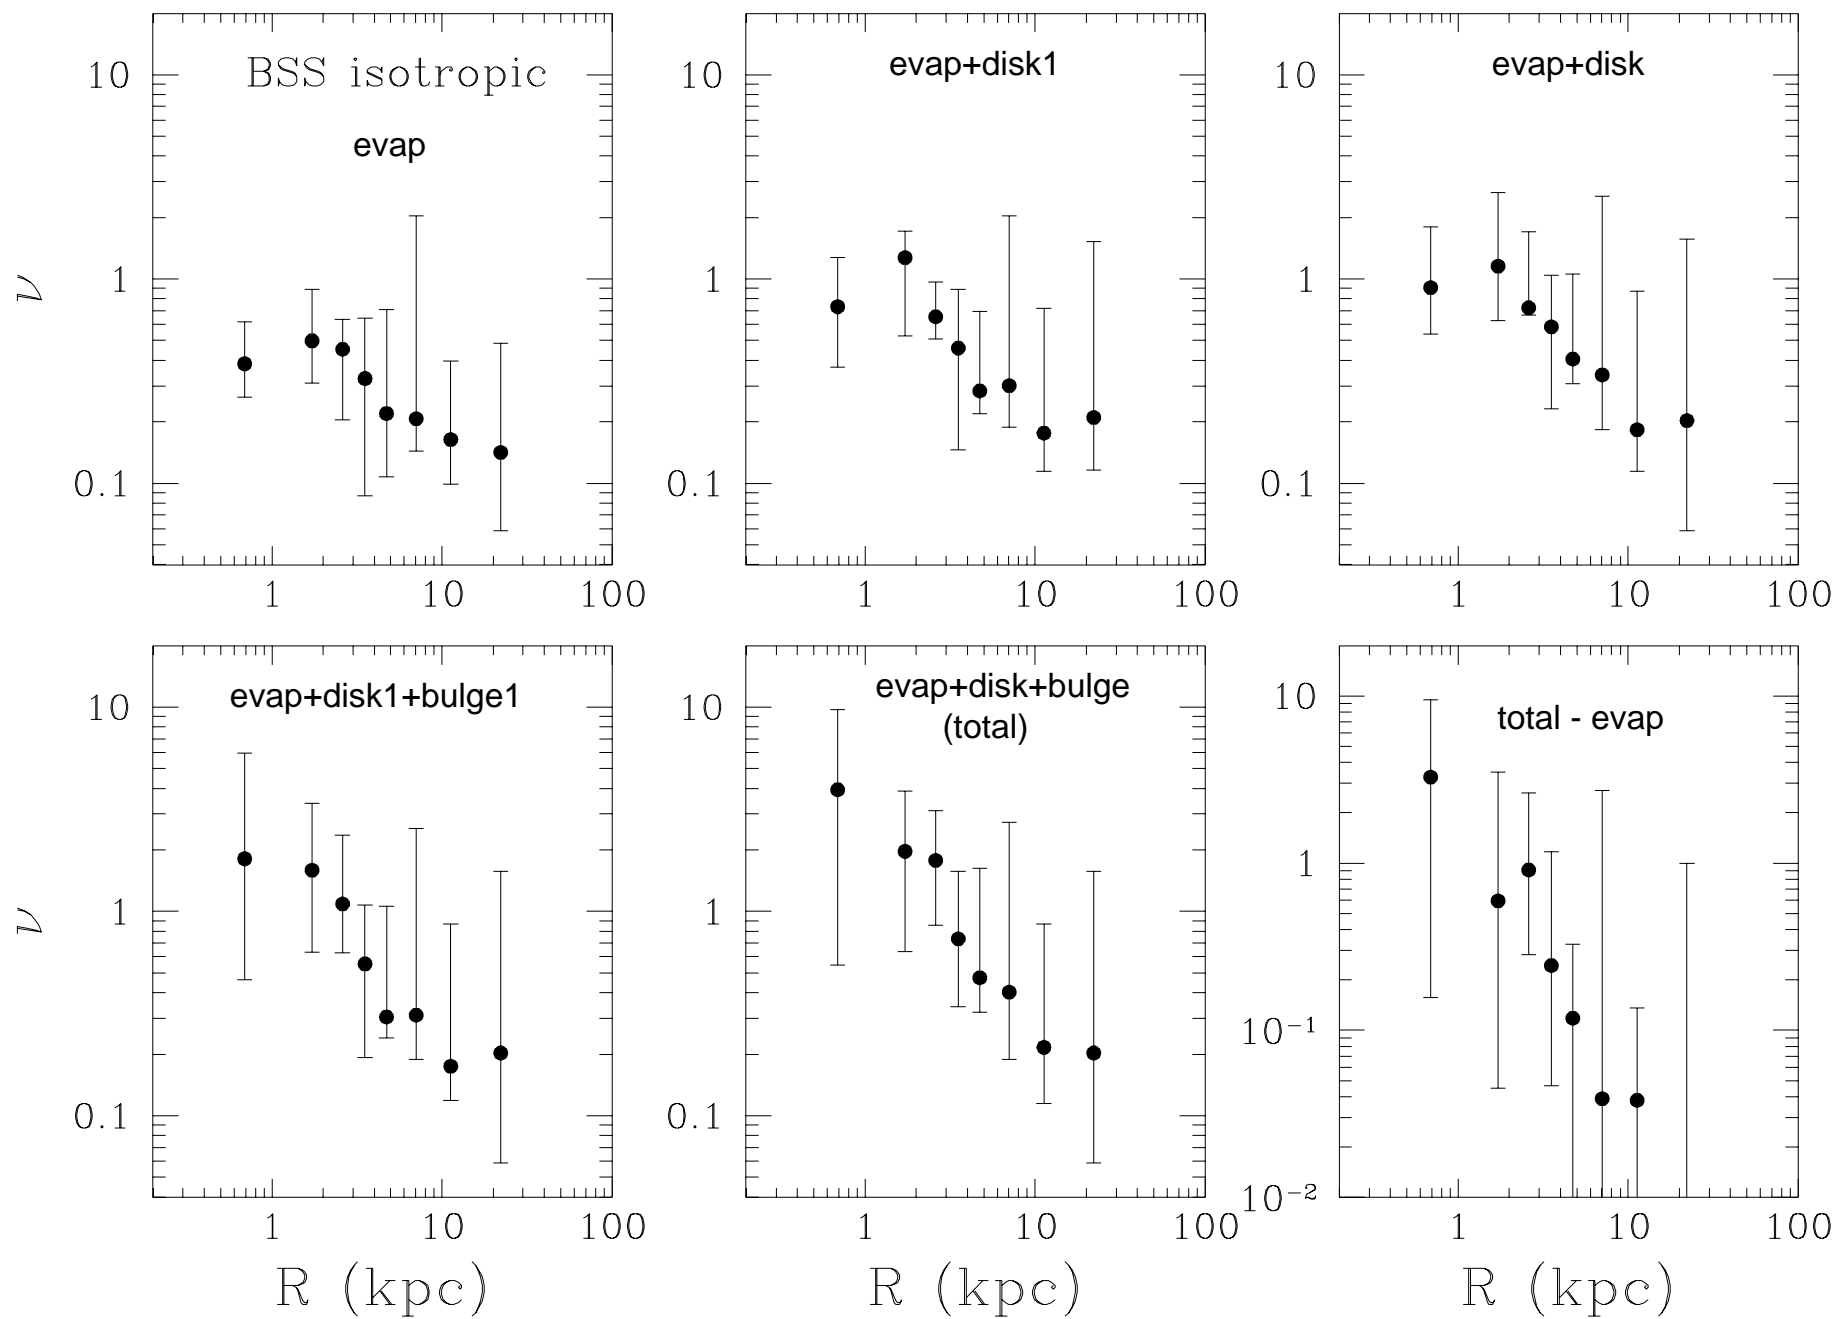 BSS isotropic
evap
10
1
0.1
ν
1 10 100
evap+disk1
10
1
0.1
1 10 100
evap+disk
10
1
0.1
1 10 100
evap+disk1+bulge1
10
1
0.1
ν
1 10 100
R (kpc)
evap+disk+bulge
(total)
10
1
0.1
1 10 100
R (kpc)
total - evap
10
1
10⁻¹
10⁻²
1 10 100
R (kpc)